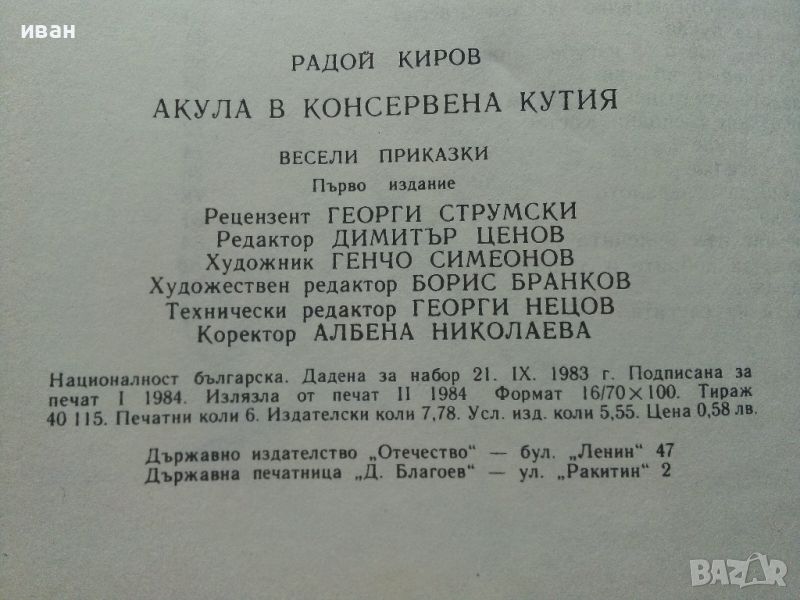 иван
РАДОЙ КИРОВ
АКУЛА В КОНСЕРВЕНА КУТИЯ
ВЕСЕЛИ ПРИКАЗКИ
Първо издание
Рецензент ГЕОРГИ СТРУМСКИ
Редактор ДИМИТЪР ЦЕНОВ
Художник ГЕНЧО СИМЕОНОВ
Художествен редактор БОРИС БРАНКОВ
Технически редактор ГЕОРГИ НЕЦОВ
Коректор АЛБЕНА НИКОЛАЕВА
Националност българска. Дадена за набор 21. IX. 1983 г. Подписана за
печат I 1984. Излязла от печат II 1984 Формат 16/70×100. Тираж
40 115. Печатни коли 6. Издателски коли 7,78. Усл. изд. коли 5,55. Цена 0,58 лв.
Държавно издателство „Отечество“ — бул. „Ленин“ 47
Държавна печатница „Д. Благоев“ — ул. „Ракитин“ 2
BAZAR